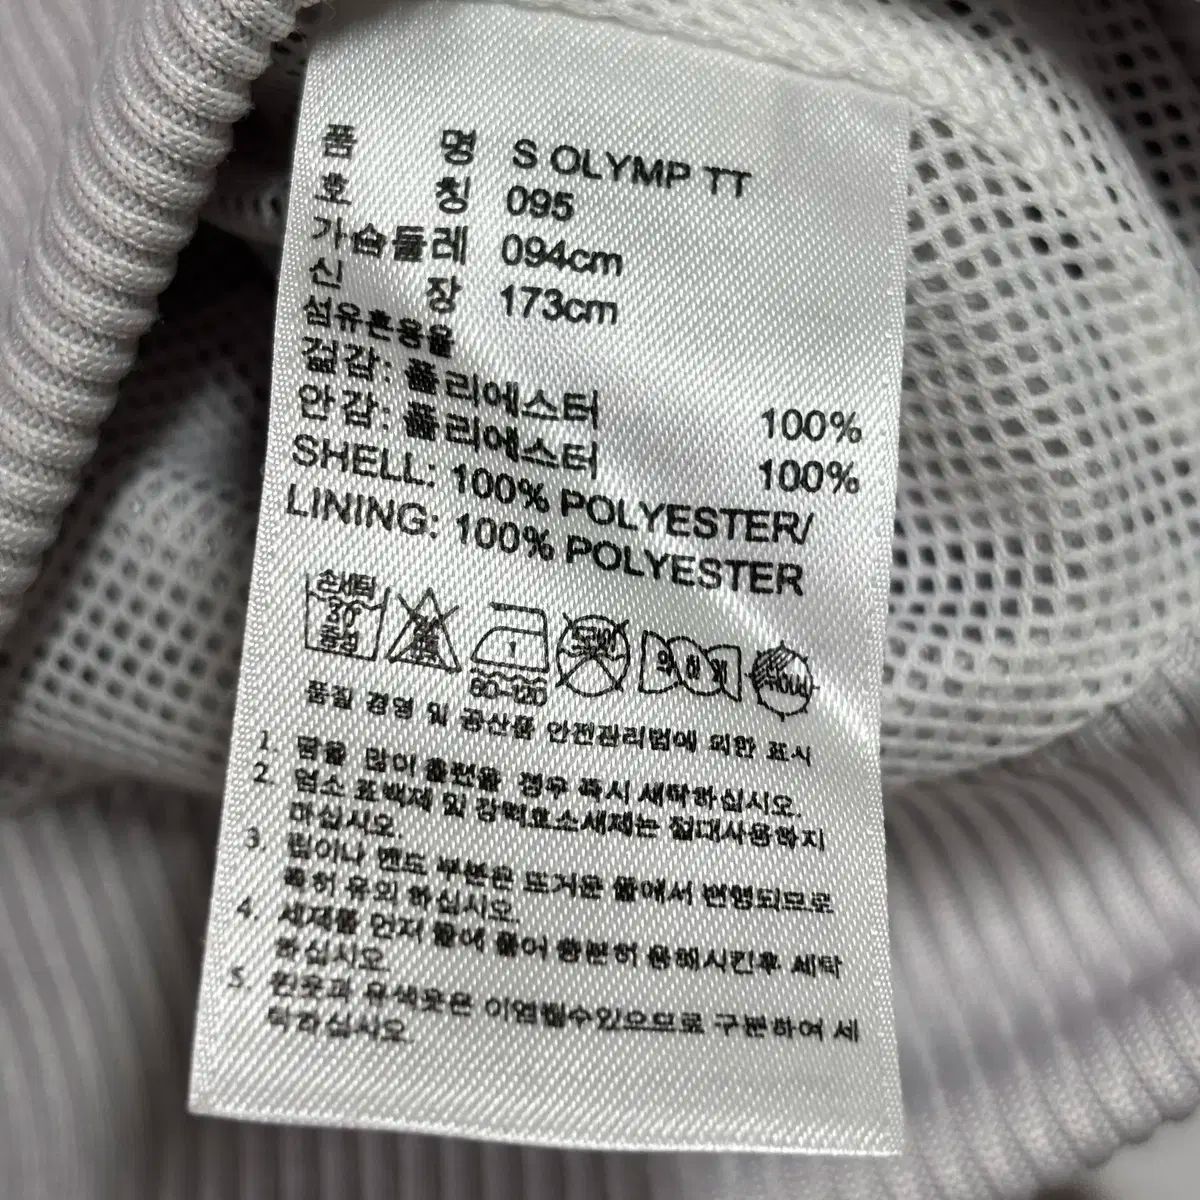 품 명 S OLYMP TT
호 칭 095
가슴둘레 094cm
신 장 173cm
섬유혼용율
겉감: 폴리에스터 100%
안감: 폴리에스터 100%
SHELL: 100% POLYESTER/
LINING: 100% POLYESTER
손세탁
30
중성
1
80-120
드라이
약하게
품질 경영 및 공산품 안전관리법에 의한 표시
1. 땀을 많이 흘렸을 경우 즉시 세탁하십시오.
2. 염소 표백제 및 강력효소세제는 절대사용하지
마십시오.
3. 립이나 밴드 부분은 뜨거운 물에서 변형되므로
특히 유의 하십시오.
4. 세제를 먼저 물에 풀어 충분히 용해시킨후 세탁
하십시오
5. 흰옷과 유색옷은 이염될수있으므로 구분하여 세
탁하십시오.